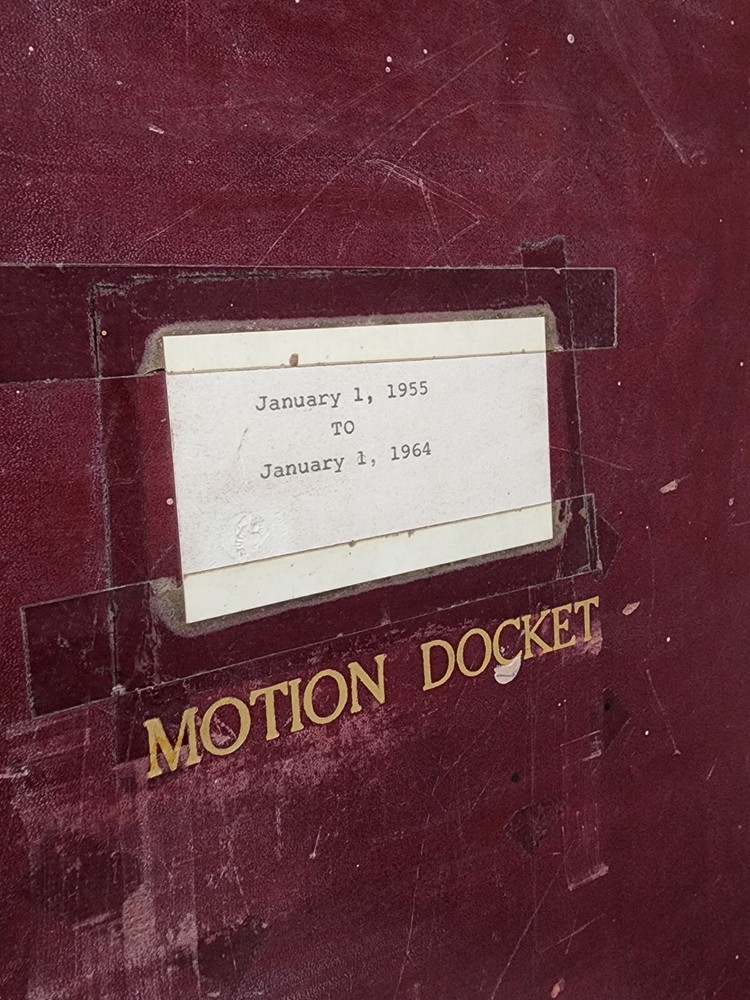 January 1, 1955
TO
January 1, 1964
MOTION DOCKET